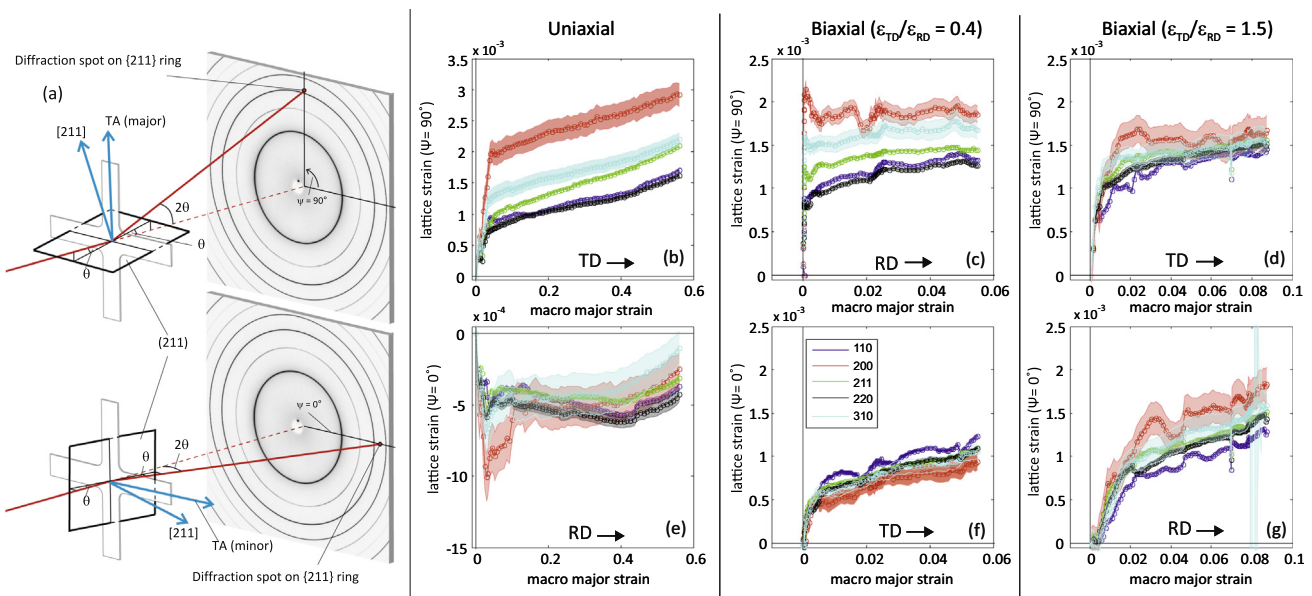 Diffraction spot on {211} ring
(a)
[211]
TA (major)
2θ
θ
θ
ψ = 90°
(211)
2θ
θ
θ
ψ = 0°
[211]
TA (minor)
Diffraction spot on {211} ring
Uniaxial
x 10⁻³
3.5
3
2.5
2
1.5
1
0.5
0
lattice strain (Ψ= 90°)
0
0.2
0.4
0.6
TD
(b)
macro major strain
Biaxial (ε_TD/ε_RD = 0.4)
x 10⁻³
2.5
2
1.5
1
0.5
0
lattice strain (Ψ= 90°)
0
0.02
0.04
0.06
RD
(c)
macro major strain
Biaxial (ε_TD/ε_RD = 1.5)
x 10⁻³
2.5
2
1.5
1
0.5
0
lattice strain (Ψ= 90°)
0
0.02
0.04
0.06
0.08
TD
(d)
macro major strain
x 10⁻⁴
0
-5
-10
-15
lattice strain (Ψ= 0°)
0
0.2
0.4
0.6
RD
(e)
macro major strain
x 10⁻³
2.5
2
1.5
1
0.5
0
lattice strain (Ψ= 0°)
110
200
211
220
310
0
0.02
0.04
0.06
TD
(f)
macro major strain
x 10⁻³
2.5
2
1.5
1
0.5
0
lattice strain (Ψ= 0°)
0
0.02
0.04
0.06
0.08
RD
(g)
macro major strain